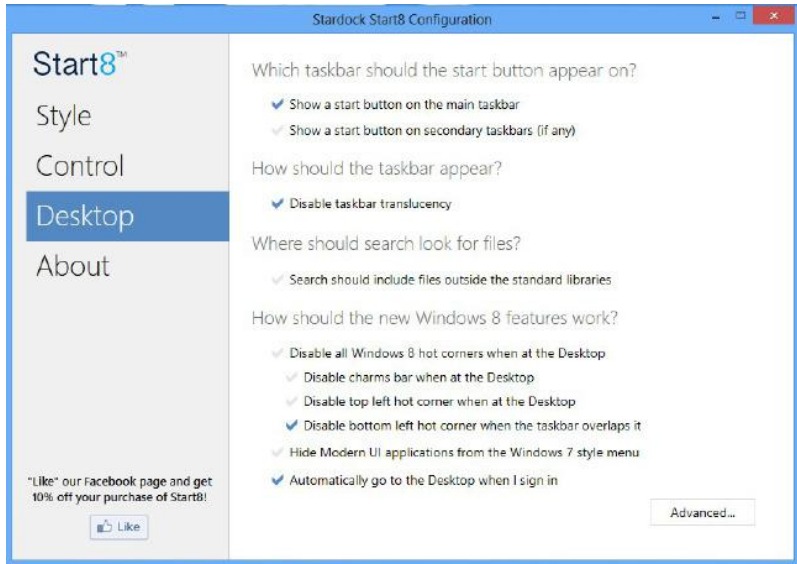 Stardock Start8 Configuration
Start8™
Style
Control
Desktop
About
"Like" our Facebook page and get
10% off your purchase of Start8!
Like
Which taskbar should the start button appear on?
Show a start button on the main taskbar
Show a start button on secondary taskbars (if any)
How should the taskbar appear?
Disable taskbar translucency
Where should search look for files?
Search should include files outside the standard libraries
How should the new Windows 8 features work?
Disable all Windows 8 hot corners when at the Desktop
Disable charms bar when at the Desktop
Disable top left hot corner when at the Desktop
Disable bottom left hot corner when the taskbar overlaps it
Hide Modern UI applications from the Windows 7 style menu
Automatically go to the Desktop when I sign in
Advanced...